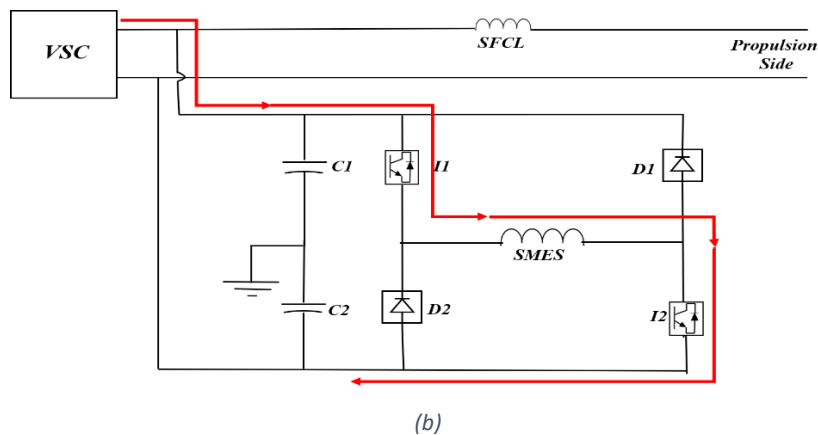 VSC
SFCL
Propulsion
Side
C1
I1
D1
SMES
C2
D2
I2
(b)